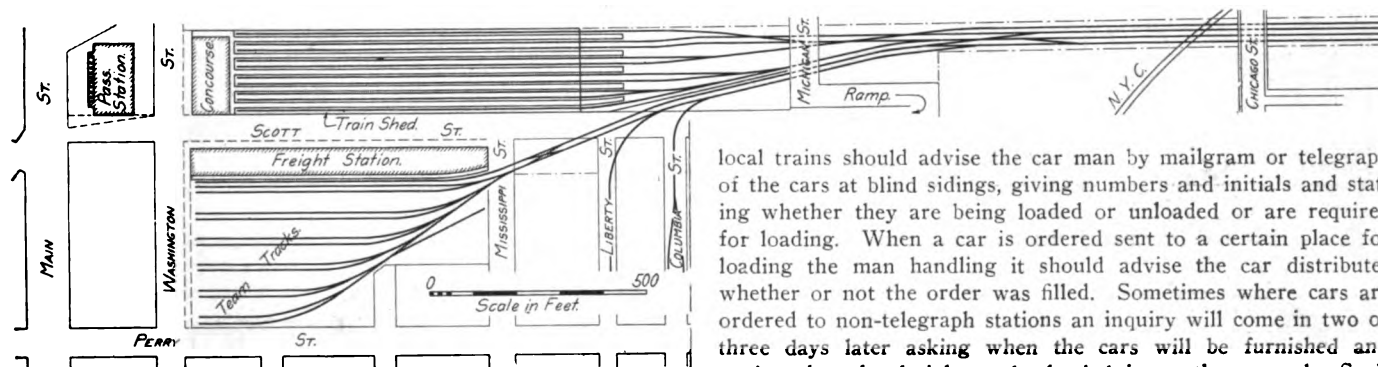 ST.
Pass.
Station.
ST.
Concourse.
Train Shed.
SCOTT ST.
Freight Station.
MAIN
WASHINGTON
Team Tracks.
PERRY ST.
MISSISSIPPI ST.
LIBERTY ST.
COLUMBIA ST.
MICHIGAN ST.
Ramp.
N.Y.C.
CHICAGO ST.
0 500
Scale in Feet.
local trains should advise the car man by mailgram or telegrap
of the cars at blind sidings, giving numbers and initials and stat
ing whether they are being loaded or unloaded or are require
for loading. When a car is ordered sent to a certain place fo
loading the man handling it should advise the car distribute
whether or not the order was filled. Sometimes where cars ar
ordered to non-telegraph stations an inquiry will come in two o
three days later asking when the cars will be furnished an